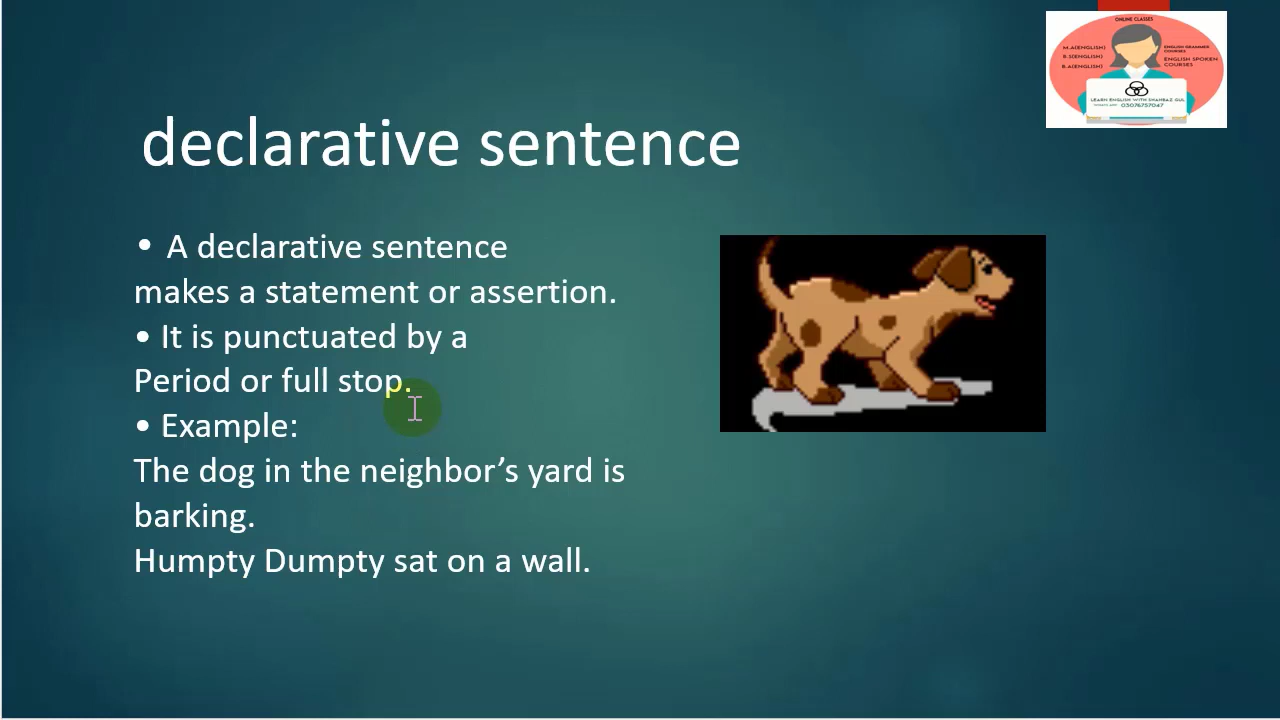 ONLINE CLASSES
M.A(ENGLISH)
B.S(ENGLISH)
B.A(ENGLISH)
ENGLISH GRAMMER
COURSES
ENGLISH SPOKEN
COURSES
LEARN ENGLISH WITH SHAHBAZ GUL
03076757047
declarative sentence
• A declarative sentence
makes a statement or assertion.
• It is punctuated by a
Period or full stop.
• Example:
The dog in the neighbor’s yard is
barking.
Humpty Dumpty sat on a wall.